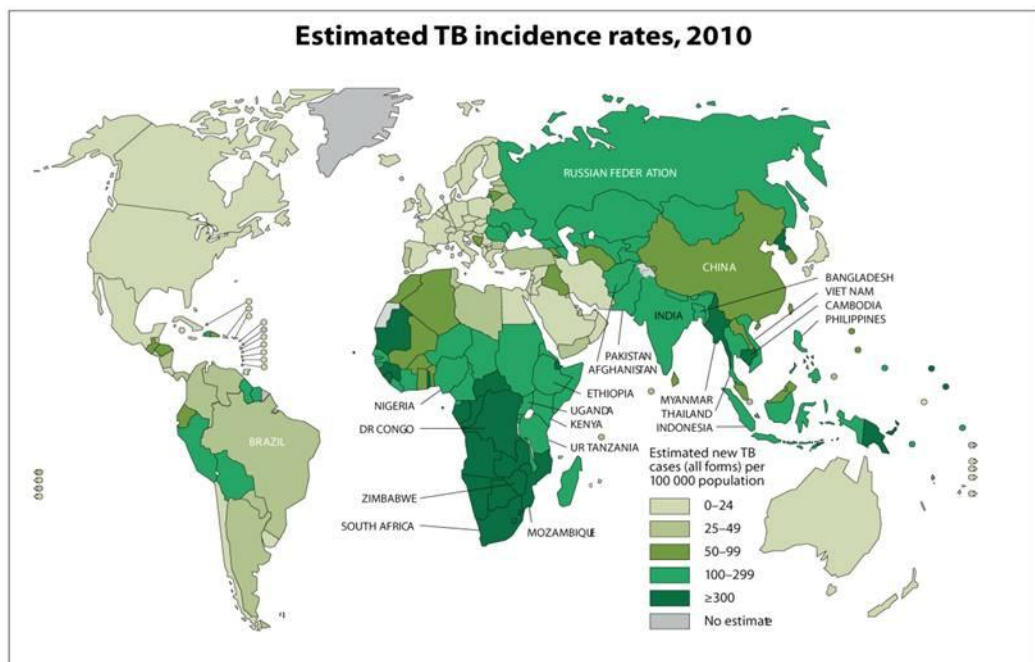 Estimated TB incidence rates, 2010
RUSSIAN FEDER ATION
CHINA
BANGLADESH
VIET NAM
CAMBODIA
PHILIPPINES
INDIA
PAKISTAN
AFGHANISTAN
ETHIOPIA
MYANMAR
THAILAND
INDONESIA
NIGERIA
UGANDA
KENYA
DR CONGO
UR TANZANIA
BRAZIL
ZIMBABWE
SOUTH AFRICA
MOZAMBIQUE
Estimated new TB
cases (all forms) per
100 000 population
0–24
25–49
50–99
100–299
≥300
No estimate